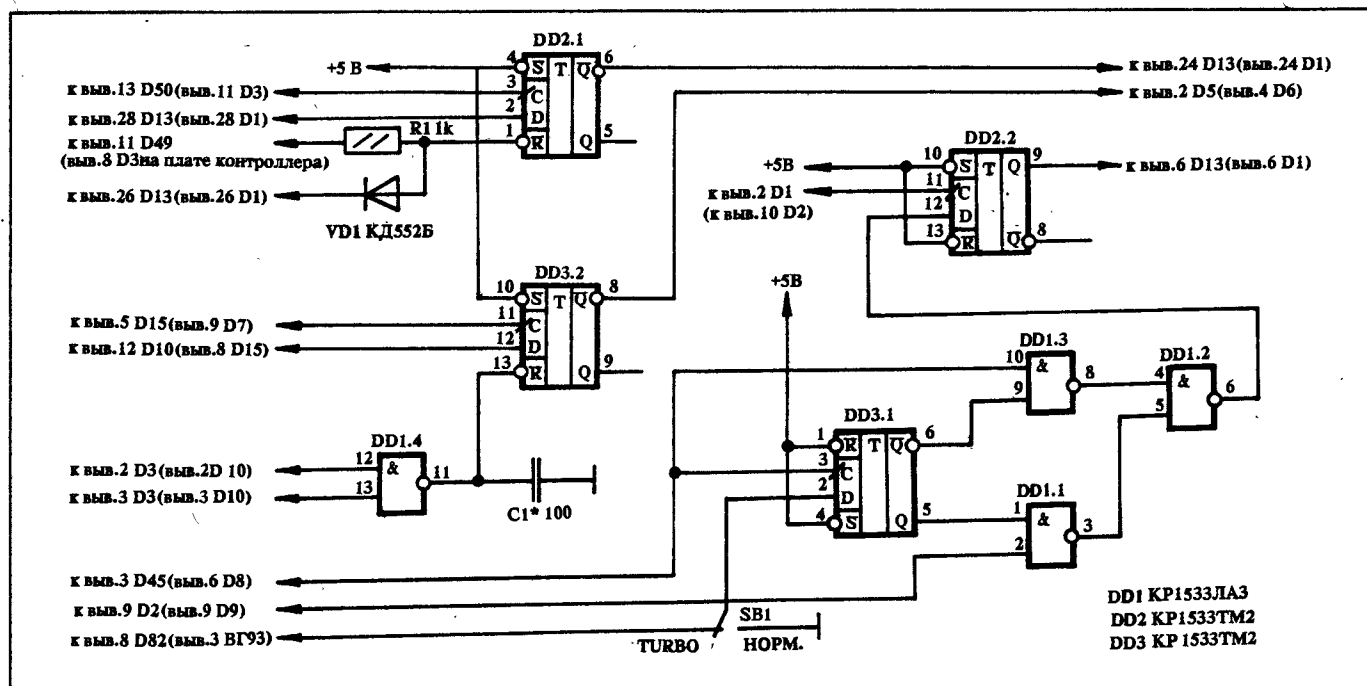 DD2.1
+5 В
4 S T Q 6
к выв.24 D13(выв.24 D1)
к выв.13 D50(выв.11 D3)
3 C
к выв.2 D5(выв.4 D6)
к выв.28 D13(выв.28 D1)
2 D
к выв.11 D49
R1 1k
1 R Q 5
(выв.8 D3на плате контроллера)
к выв.26 D13(выв.26 D1)
VD1 КД552Б
DD2.2
+5В
10 S T Q 9
к выв.6 D13(выв.6 D1)
к выв.2 D1
11 C
(к выв.10 D2)
12 D
13 R Q 8
DD3.2
10 S T Q 8
к выв.5 D15(выв.9 D7)
11 C
к выв.12 D10(выв.8 D15)
12 D
13 R Q 9
+5В
DD1.3
10 & 8
9
DD1.2
4 & 6
5
DD3.1
1 R T Q 6
3 C
2 D
4 S Q 5
DD1.1
1 & 3
2
DD1.4
к выв.2 D3(выв.2D 10)
12 & 11
к выв.3 D3(выв.3 D10)
13
C1* 100
к выв.3 D45(выв.6 D8)
к выв.9 D2(выв.9 D9)
к выв.8 D82(выв.3 ВГ93)
TURBO
SB1
НОРМ.
DD1 КР1533ЛА3
DD2 КР1533ТМ2
DD3 КР1533ТМ2